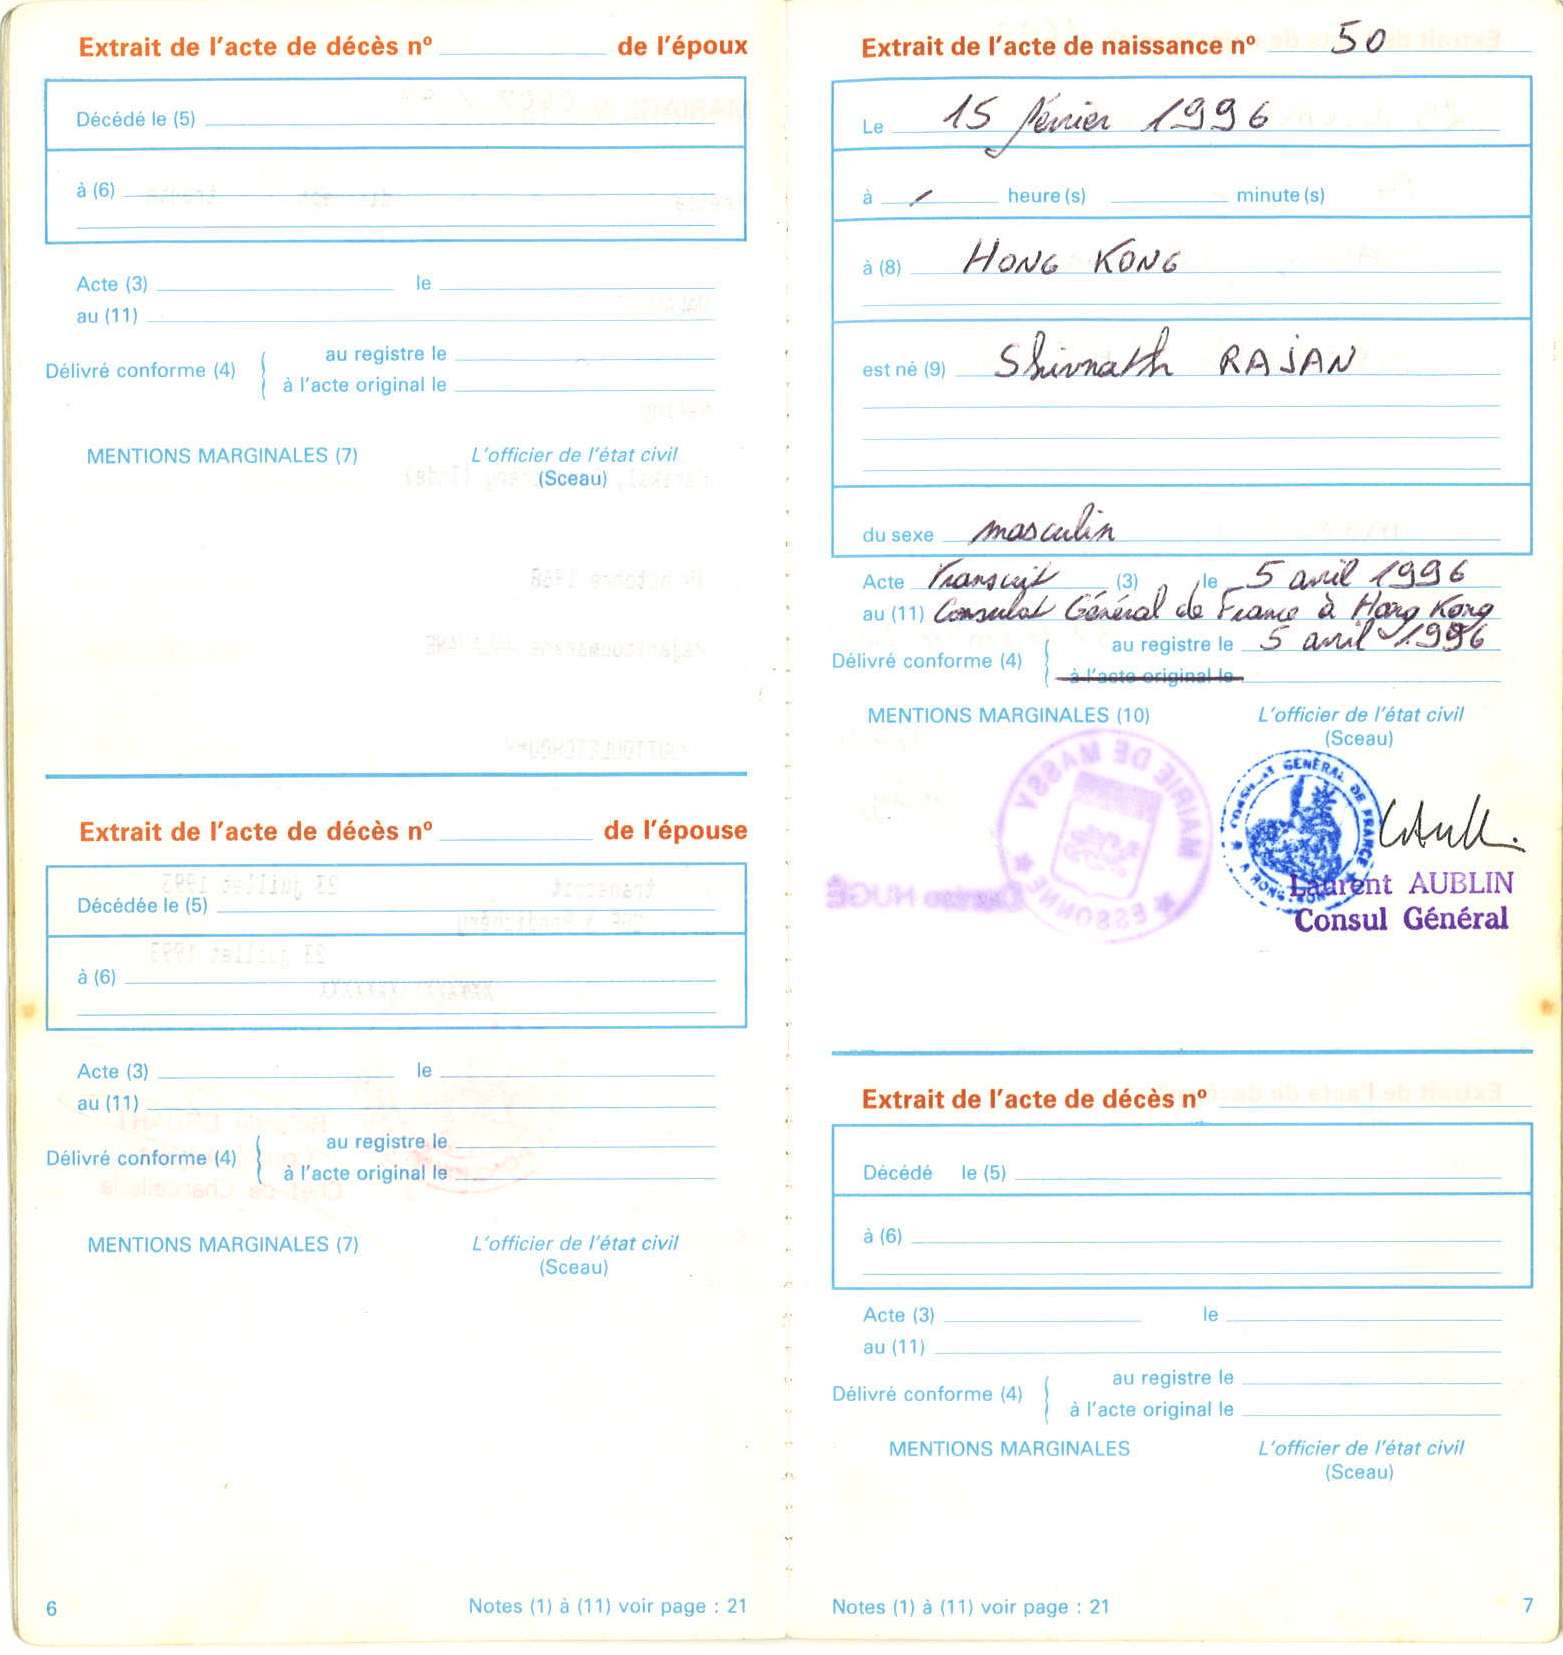 Extrait de l'acte de décès nº de l'époux
Décédé le (5)
à (6)
Acte (3) le
au (11)
Délivré conforme (4)
au registre le
à l'acte original le
MENTIONS MARGINALES (7)
L'officier de l'état civil
(Sceau)
Extrait de l'acte de décès nº de l'épouse
Décédée le (5)
à (6)
Acte (3) le
au (11)
Délivré conforme (4)
au registre le
à l'acte original le
MENTIONS MARGINALES (7)
L'officier de l'état civil
(Sceau)
6
Notes (1) à (11) voir page : 21
Extrait de l'acte de naissance nº 50
Le 15 février 1996
à / heure(s) minute(s)
à (8) HONG KONG
est né (9) Shivnath RAJAN
du sexe masculin
Acte Transcrit (3) le 5 avril 1996
au (11) Consulat Général de France à Hong Kong
Délivré conforme (4)
au registre le 5 avril 1996
à l'acte original le
MENTIONS MARGINALES (10)
L'officier de l'état civil
(Sceau)
MAIRIE DE MASSY
ESSONNE
HUGÉ
CONSULAT GÉNÉRAL DE FRANCE
A HONG-KONG
Laurent AUBLIN
Consul Général
Extrait de l'acte de décès nº
Décédé le (5)
à (6)
Acte (3) le
au (11)
Délivré conforme (4)
au registre le
à l'acte original le
MENTIONS MARGINALES
L'officier de l'état civil
(Sceau)
Notes (1) à (11) voir page : 21
7